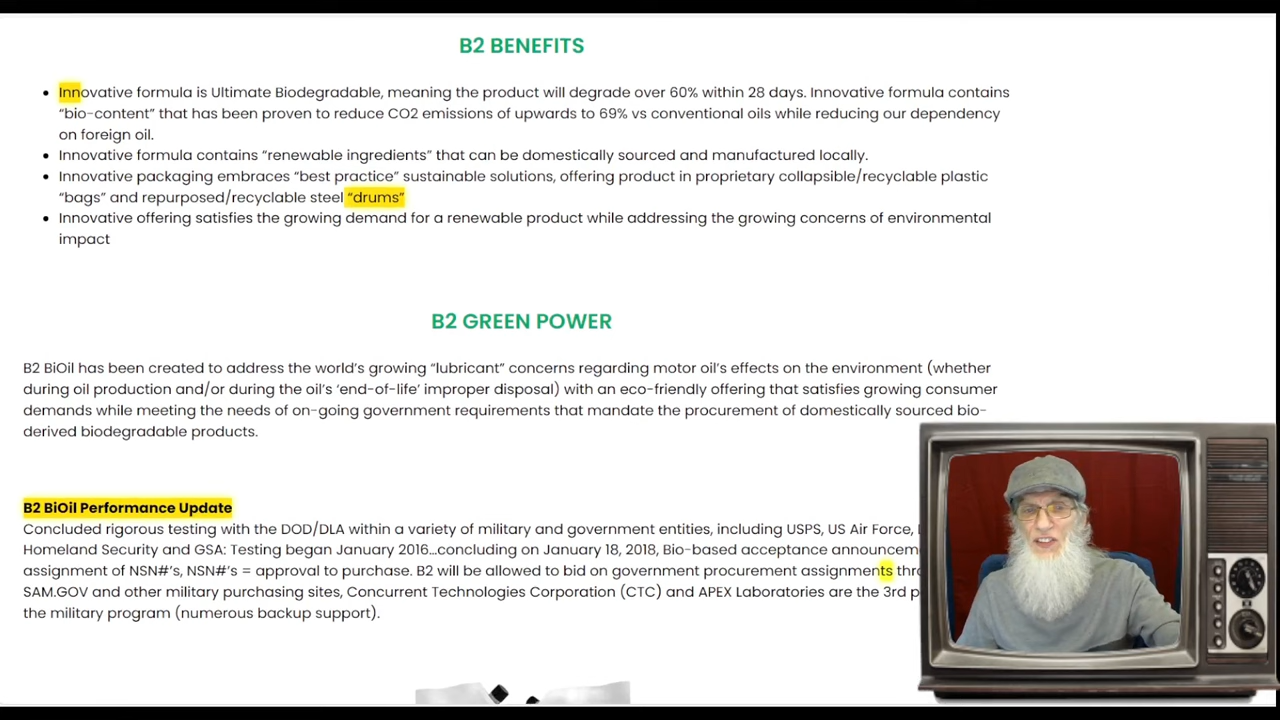 B2 BENEFITS
Innovative formula is Ultimate Biodegradable, meaning the product will degrade over 60% within 28 days. Innovative formula contains
“bio-content” that has been proven to reduce CO2 emissions of upwards to 69% vs conventional oils while reducing our dependency
on foreign oil.
Innovative formula contains “renewable ingredients” that can be domestically sourced and manufactured locally.
Innovative packaging embraces “best practice” sustainable solutions, offering product in proprietary collapsible/recyclable plastic
“bags” and repurposed/recyclable steel “drums”
Innovative offering satisfies the growing demand for a renewable product while addressing the growing concerns of environmental
impact
B2 GREEN POWER
B2 BiOil has been created to address the world’s growing “lubricant” concerns regarding motor oil’s effects on the environment (whether
during oil production and/or during the oil’s ‘end-of-life’ improper disposal) with an eco-friendly offering that satisfies growing consumer
demands while meeting the needs of on-going government requirements that mandate the procurement of domestically sourced bio-
derived biodegradable products.
B2 BiOil Performance Update
Concluded rigorous testing with the DOD/DLA within a variety of military and government entities, including USPS, US Air Force,
Homeland Security and GSA: Testing began January 2016…concluding on January 18, 2018, Bio-based acceptance
assignment of NSN#’s, NSN#’s = approval to purchase. B2 will be allowed to bid on government procurement assignments
SAM.GOV and other military purchasing sites, Concurrent Technologies Corporation (CTC) and APEX Laboratories are the 3rd
the military program (numerous backup support).